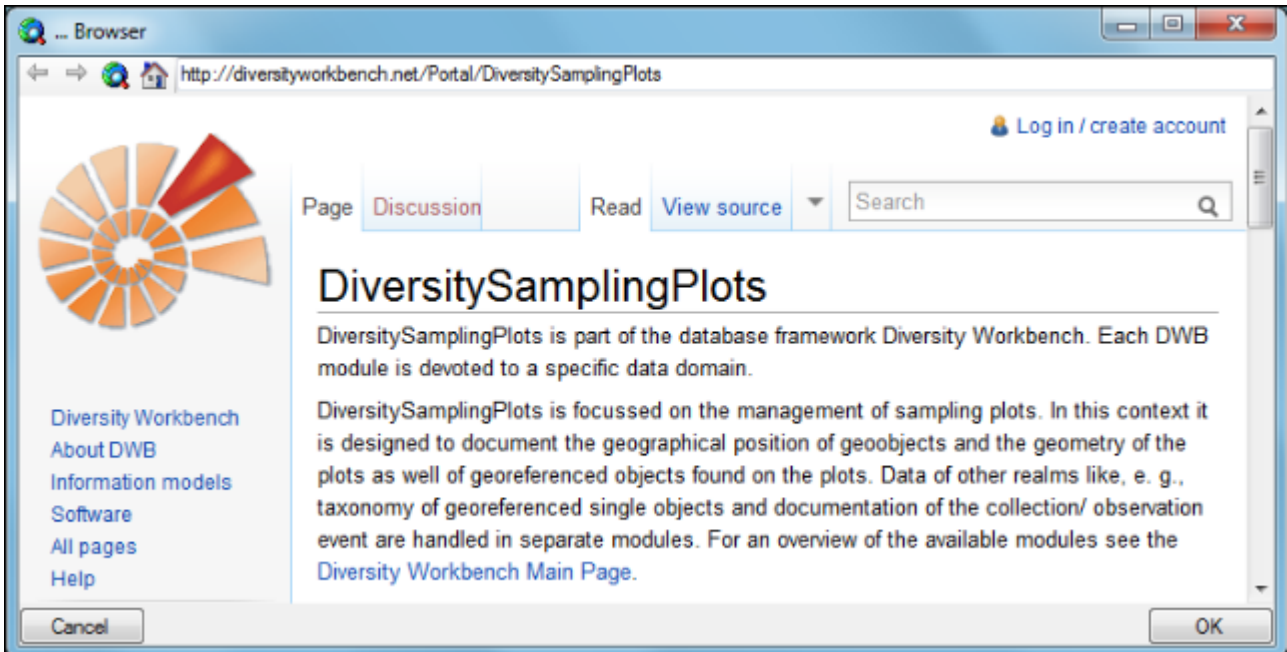 ... Browser
http://diversityworkbench.net/Portal/DiversitySamplingPlots
Log in / create account
Page Discussion Read View source Search
DiversitySamplingPlots
DiversitySamplingPlots is part of the database framework Diversity Workbench. Each DWB
module is devoted to a specific data domain.
DiversitySamplingPlots is focussed on the management of sampling plots. In this context it
is designed to document the geographical position of geoobjects and the geometry of the
plots as well of georeferenced objects found on the plots. Data of other realms like, e. g.,
taxonomy of georeferenced single objects and documentation of the collection/ observation
event are handled in separate modules. For an overview of the available modules see the
Diversity Workbench Main Page.
Diversity Workbench
About DWB
Information models
Software
All pages
Help
Cancel OK